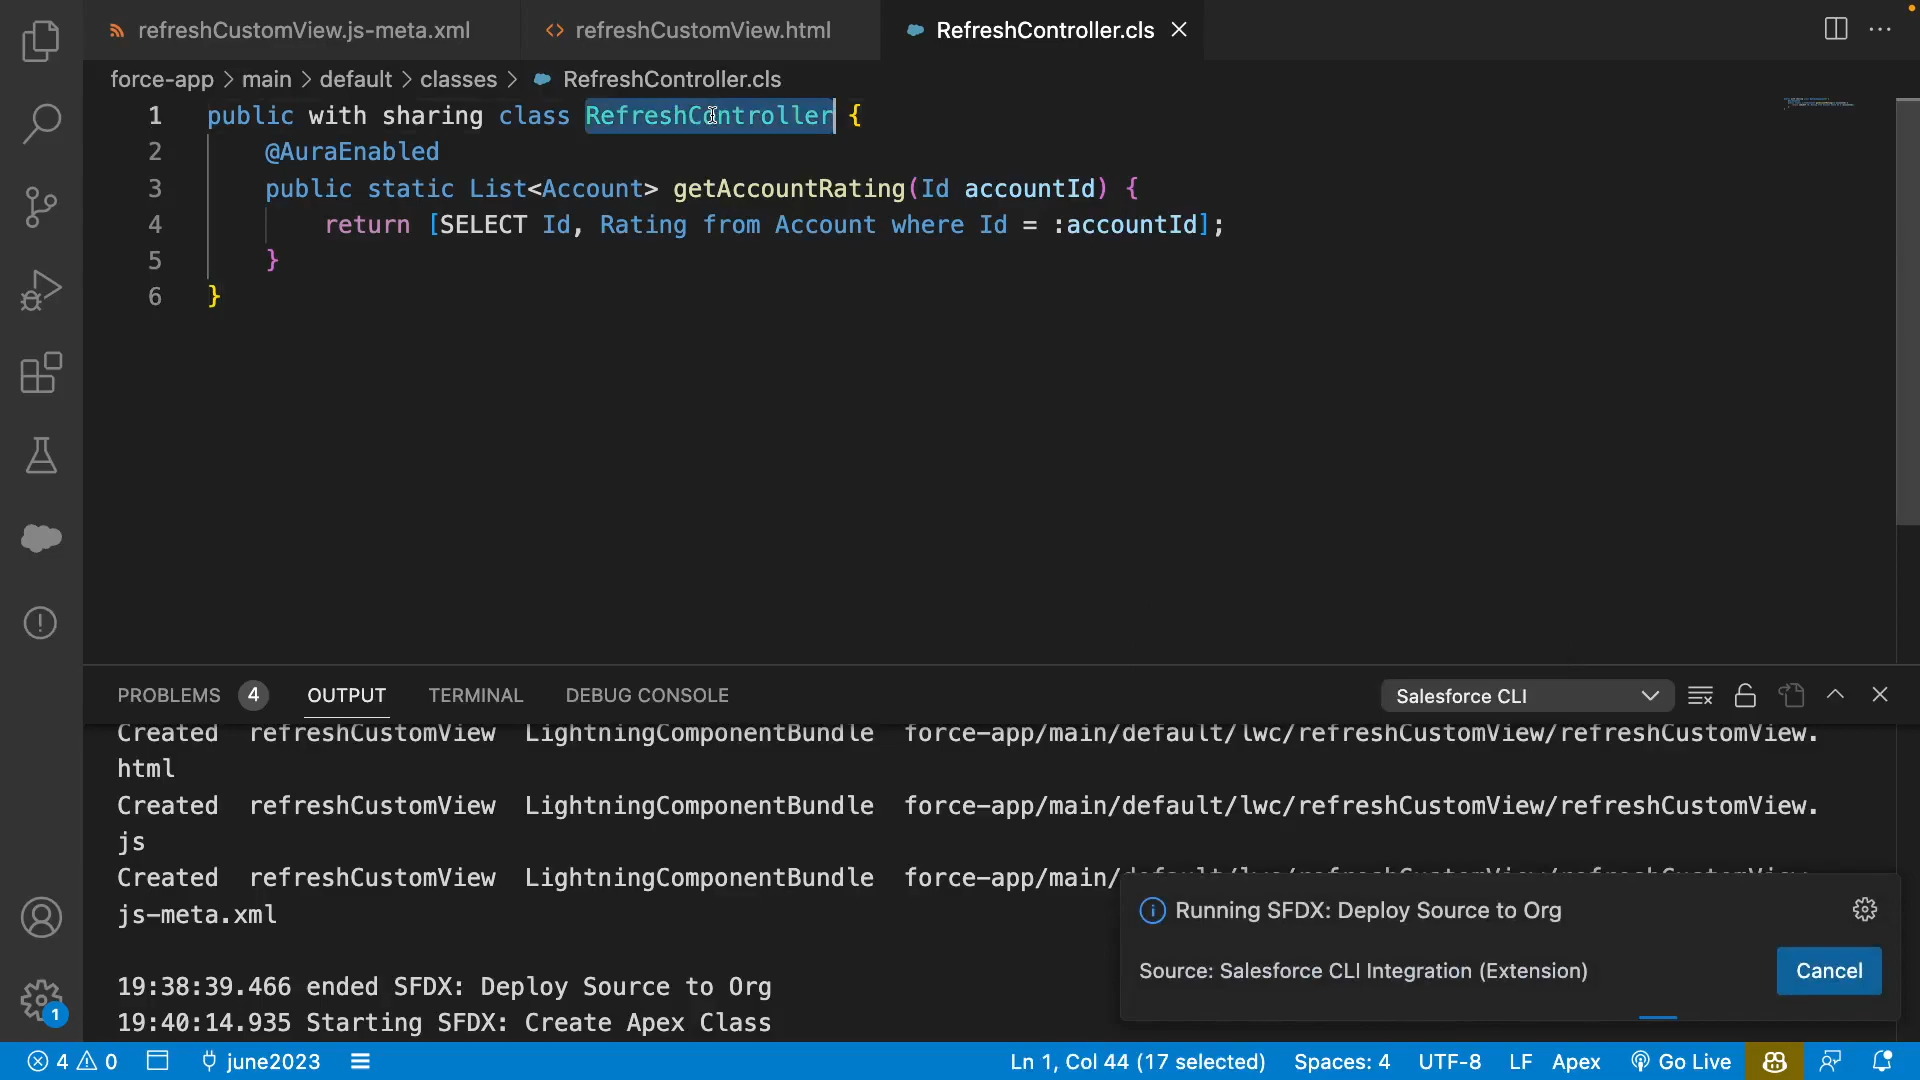 refreshCustomView.js-meta.xml
refreshCustomView.html
RefreshController.cls
force-app > main > default > classes > RefreshController.cls
1 public with sharing class RefreshController {
2 @AuraEnabled
3 public static List<Account> getAccountRating(Id accountId) {
4 return [SELECT Id, Rating from Account where Id = :accountId];
5 }
6 }
PROBLEMS 4 OUTPUT TERMINAL DEBUG CONSOLE Salesforce CLI
Created refreshCustomView LightningComponentBundle force-app/main/default/lwc/refreshCustomView/refreshCustomView.
html
Created refreshCustomView LightningComponentBundle force-app/main/default/lwc/refreshCustomView/refreshCustomView.
js
Created refreshCustomView LightningComponentBundle force-app/main/default/lwc/refreshCustomView/refreshCustomView.
js-meta.xml
19:38:39.466 ended SFDX: Deploy Source to Org
19:40:14.935 Starting SFDX: Create Apex Class
Running SFDX: Deploy Source to Org
Source: Salesforce CLI Integration (Extension)
Cancel
1
4 0 june2023 Ln 1, Col 44 (17 selected) Spaces: 4 UTF-8 LF Apex Go Live